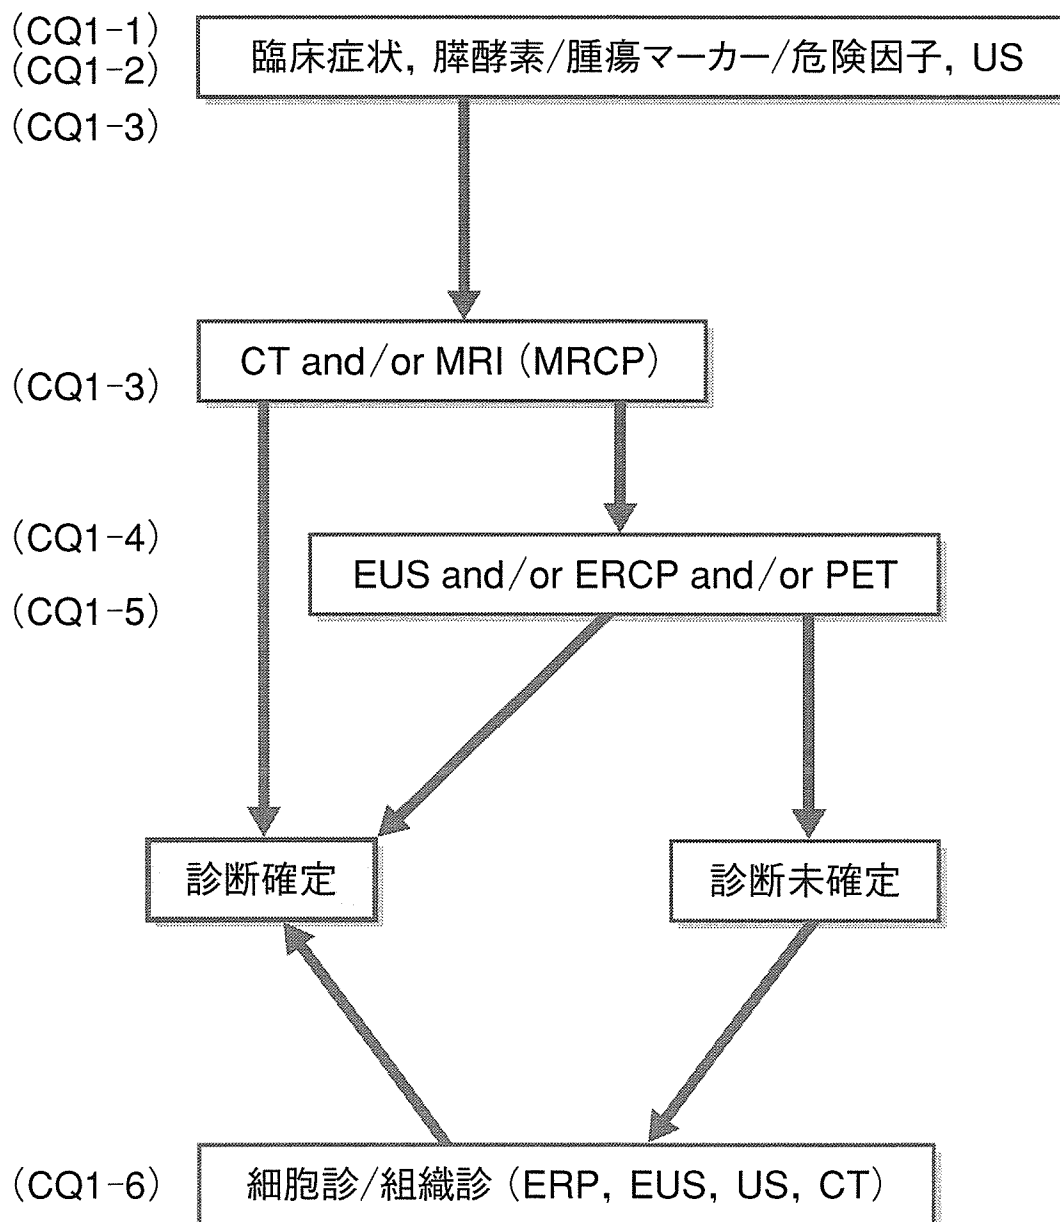 (CQ1-1)
(CQ1-2)
臨床症状, 膵酵素/腫瘍マーカー/危険因子, US
(CQ1-3)
CT and/or MRI (MRCP)
(CQ1-3)
(CQ1-4)
EUS and/or ERCP and/or PET
(CQ1-5)
診断確定
診断未確定
(CQ1-6)
細胞診/組織診 (ERP, EUS, US, CT)